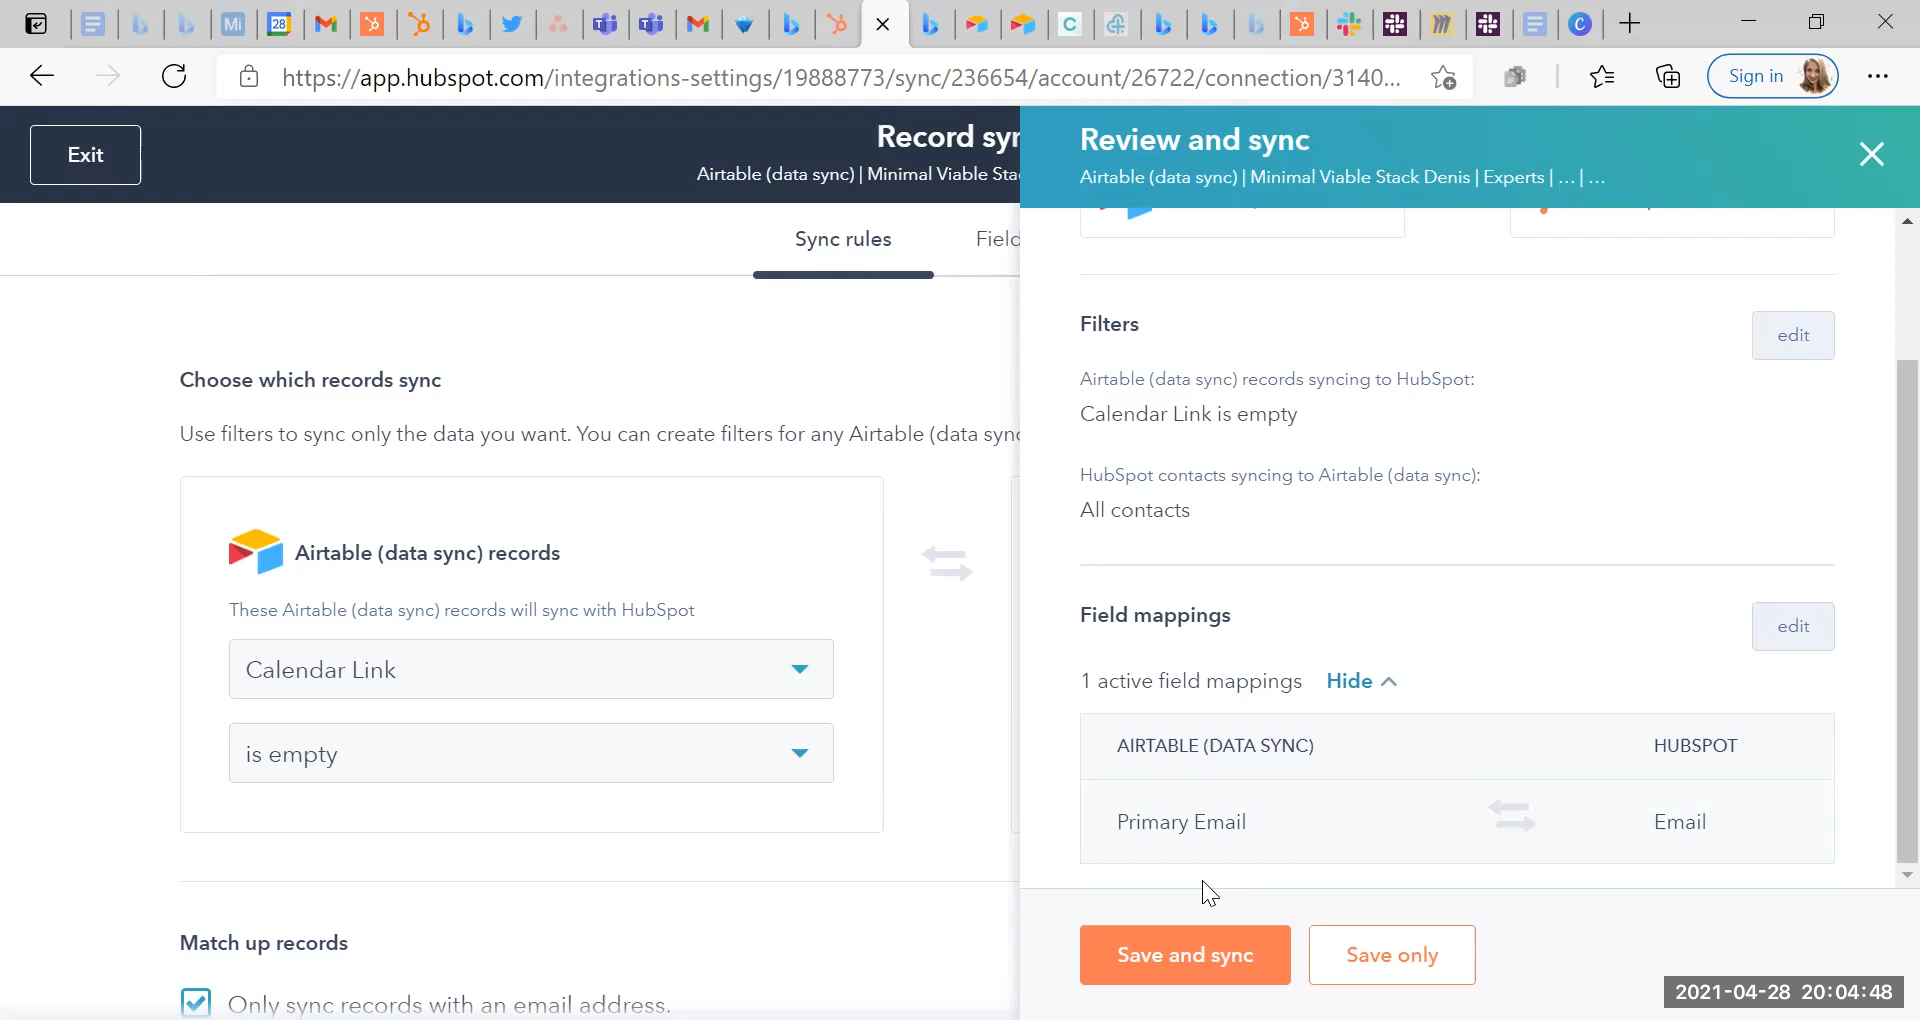 Mi
28
C
C
https://app.hubspot.com/integrations-settings/19888773/sync/236654/account/26722/connection/3140...
Sign in
Exit
Record syn
Airtable (data sync) | Minimal Viable Stac
Review and sync
Airtable (data sync) | Minimal Viable Stack Denis | Experts | ... | ...
Sync rules
Field
Choose which records sync
Use filters to sync only the data you want. You can create filters for any Airtable (data sync
Airtable (data sync) records
These Airtable (data sync) records will sync with HubSpot
Calendar Link
is empty
Match up records
Only sync records with an email address.
Filters
edit
Airtable (data sync) records syncing to HubSpot:
Calendar Link is empty
HubSpot contacts syncing to Airtable (data sync):
All contacts
Field mappings
edit
1 active field mappings Hide
AIRTABLE (DATA SYNC) HUBSPOT
Primary Email Email
Save and sync
Save only
2021-04-28 20:04:48